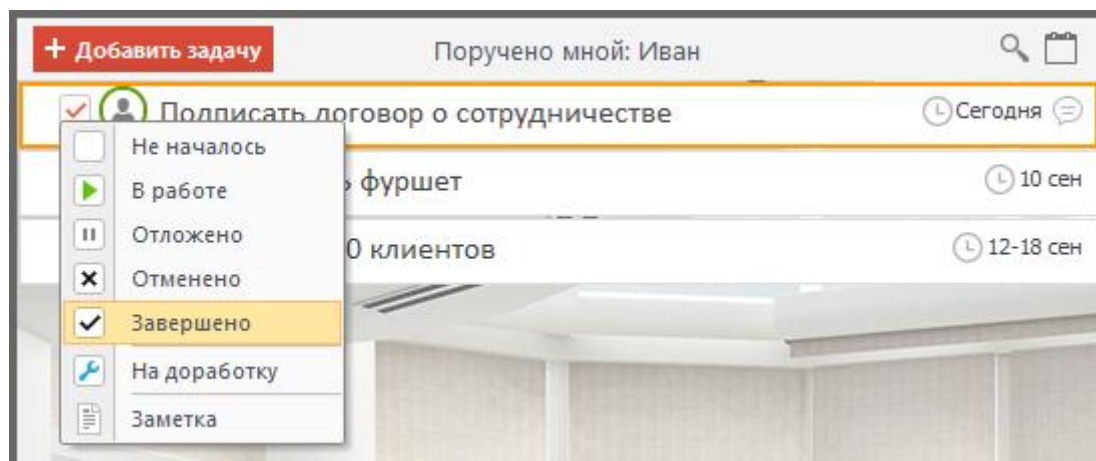 + Добавить задачу
Поручено мной: Иван
Подписать договор о сотрудничестве
Сегодня
Не началось
В работе
фуршет
10 сен
Отложено
0 клиентов
12-18 сен
Отменено
Завершено
На доработку
Заметка